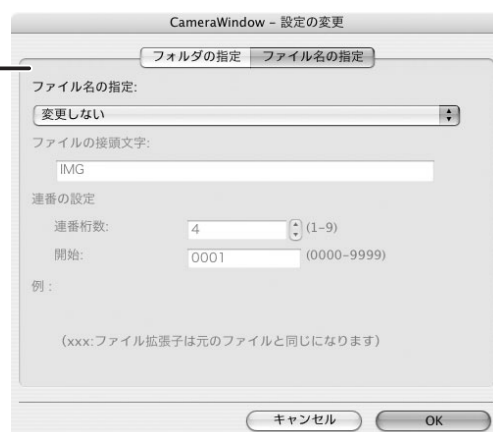 CameraWindow – 設定の変更
フォルダの指定 ファイル名の指定
ファイル名の指定:
変更しない
ファイルの接頭文字:
IMG
連番の設定
連番桁数: 4 (1–9)
開始: 0001 (0000–9999)
例 :
(xxx:ファイル拡張子は元のファイルと同じになります)
キャンセル OK